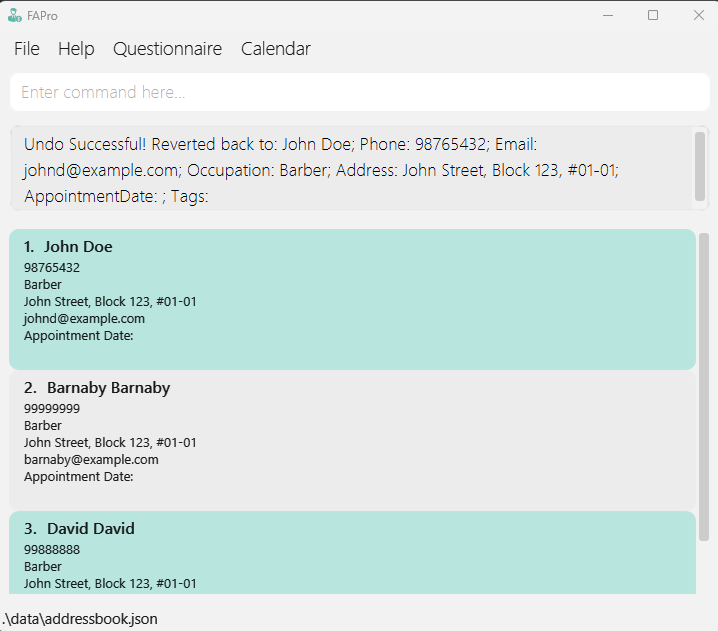 FAPro
File Help Questionnaire Calendar
Enter command here...
Undo Successful! Reverted back to: John Doe; Phone: 98765432; Email:
johnd@example.com; Occupation: Barber; Address: John Street, Block 123, #01-01;
AppointmentDate: ; Tags:
1. John Doe
98765432
Barber
John Street, Block 123, #01-01
johnd@example.com
Appointment Date:
2. Barnaby Barnaby
99999999
Barber
John Street, Block 123, #01-01
barnaby@example.com
Appointment Date:
3. David David
99888888
Barber
John Street, Block 123, #01-01
.\data\addressbook.json